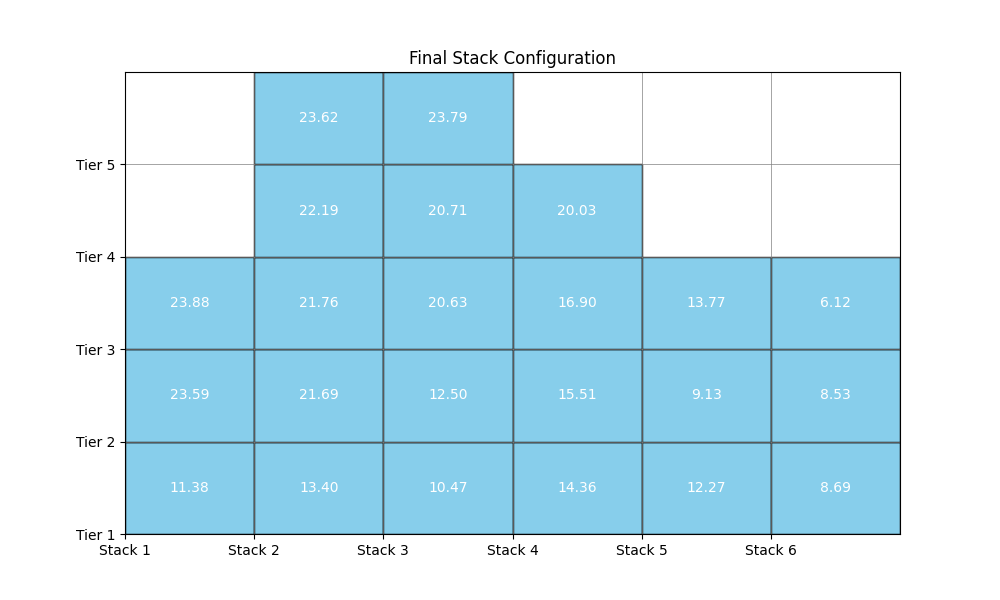 Final Stack Configuration
23.62 23.79
Tier 5
22.19 20.71 20.03
Tier 4
23.88 21.76 20.63 16.90 13.77 6.12
Tier 3
23.59 21.69 12.50 15.51 9.13 8.53
Tier 2
11.38 13.40 10.47 14.36 12.27 8.69
Tier 1
Stack 1 Stack 2 Stack 3 Stack 4 Stack 5 Stack 6